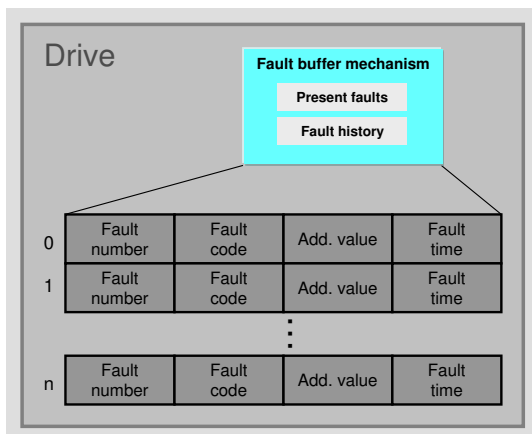 Drive
Fault buffer mechanism
Present faults
Fault history
0 Fault number Fault code Add. value Fault time
1 Fault number Fault code Add. value Fault time
n Fault number Fault code Add. value Fault time